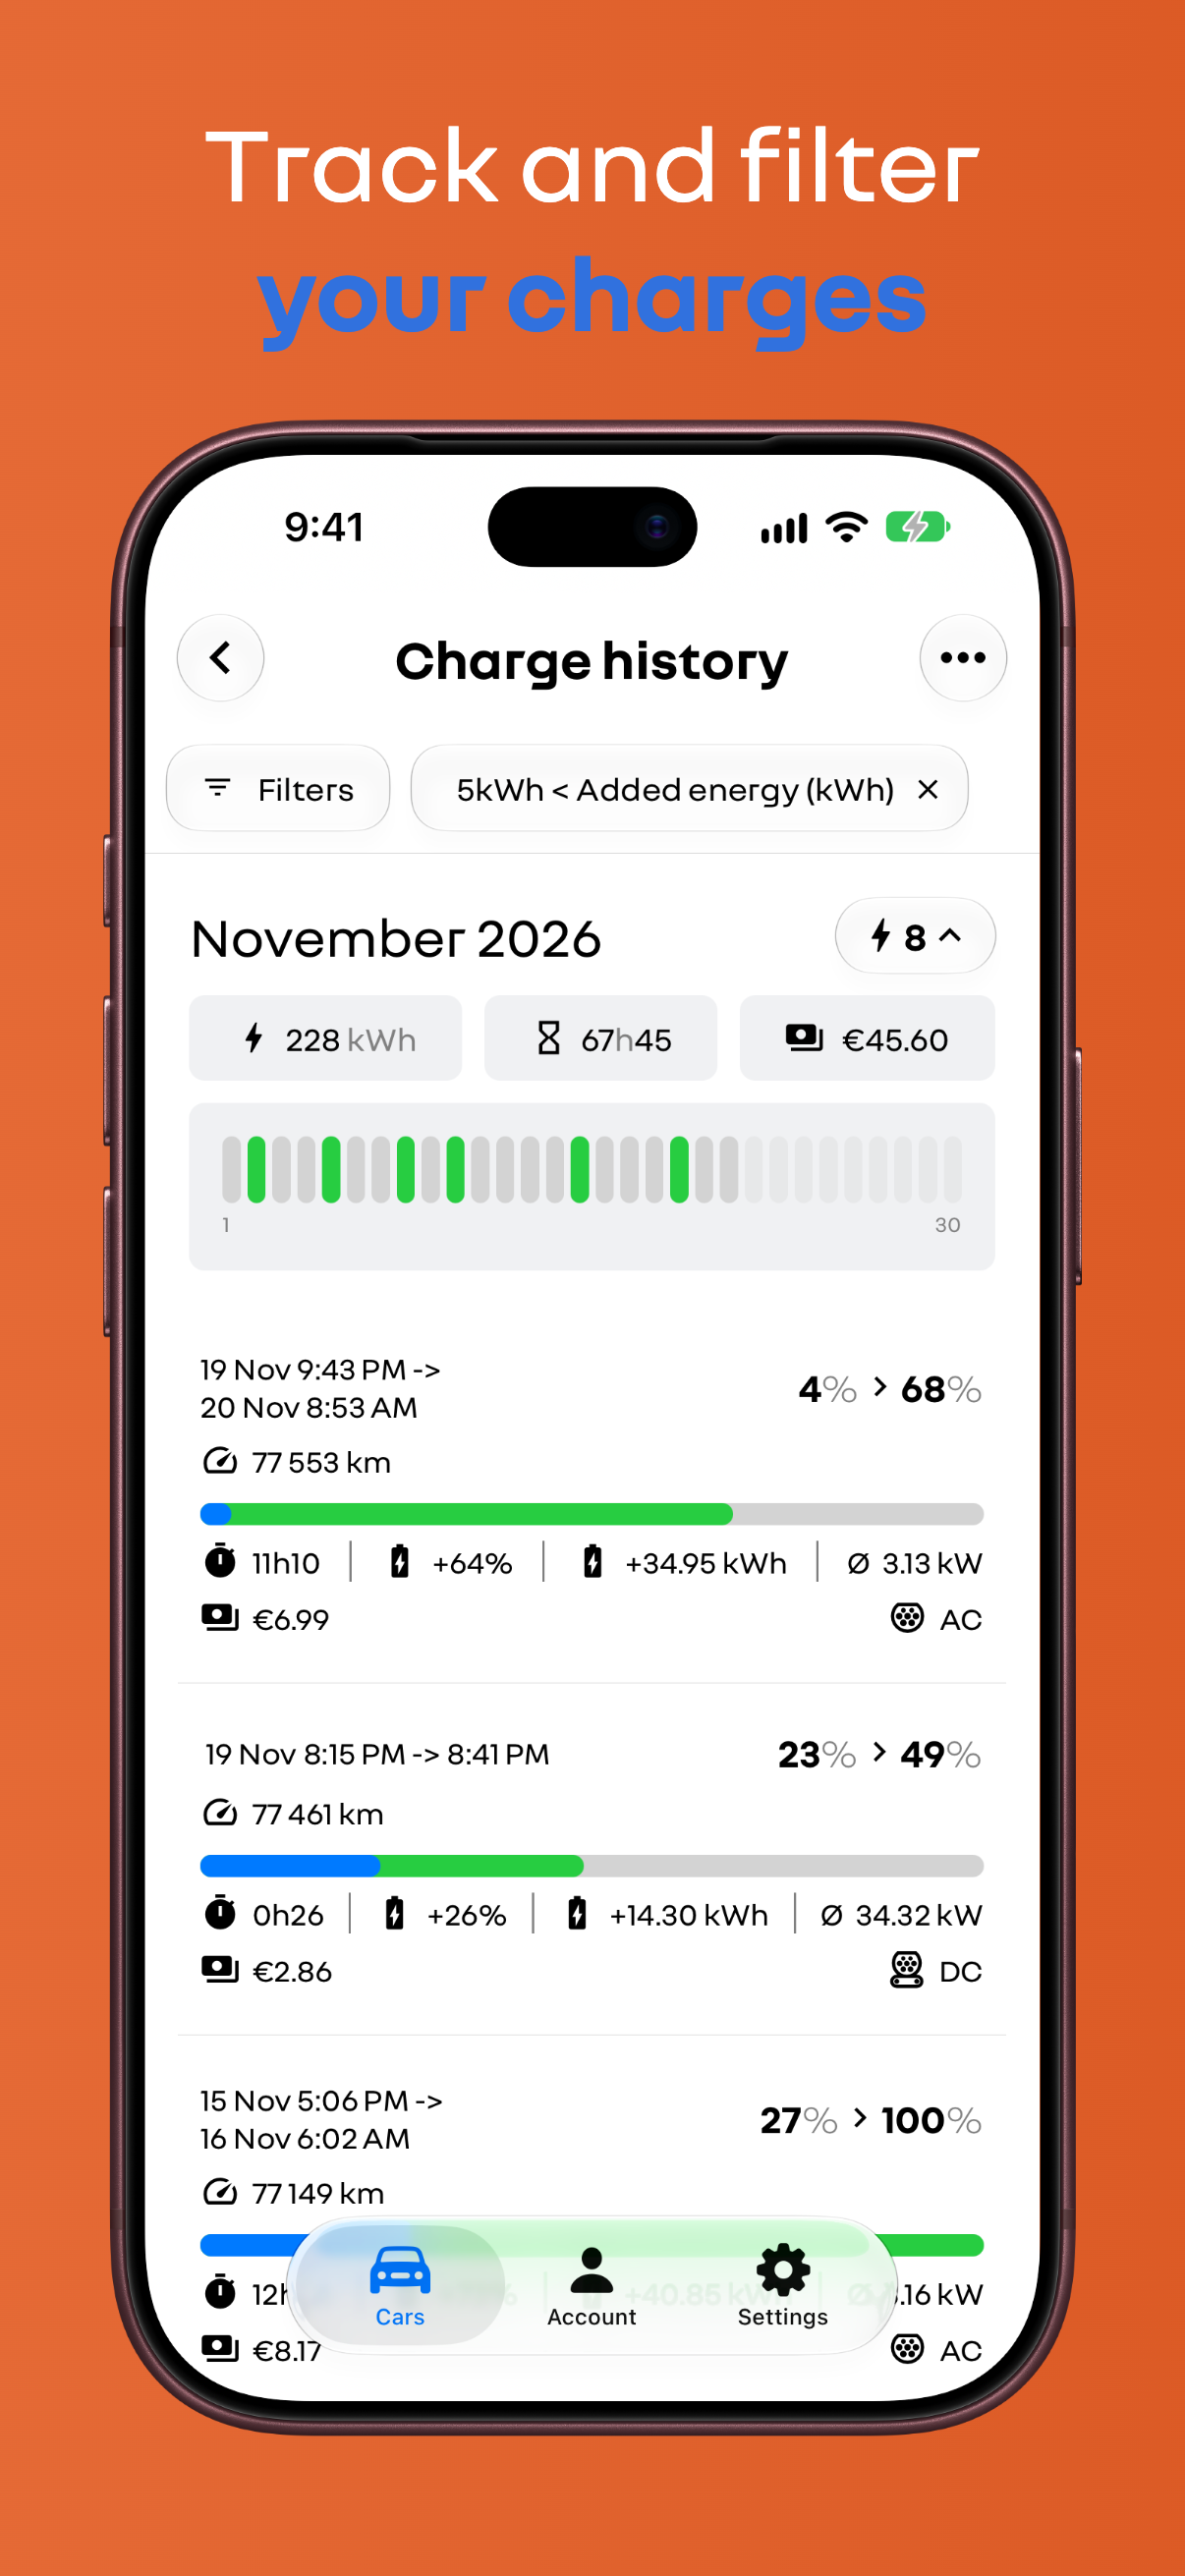 Track and filter
your charges
9:41
Charge history
Filters
5kWh < Added energy (kWh) ×
November 2026
8
228 kWh
67h45
€45.60
1
30
19 Nov 9:43 PM ->
20 Nov 8:53 AM
4% > 68%
77 553 km
11h10
+64%
+34.95 kWh
Ø 3.13 kW
€6.99
AC
19 Nov 8:15 PM -> 8:41 PM
23% > 49%
77 461 km
0h26
+26%
+14.30 kWh
Ø 34.32 kW
€2.86
DC
15 Nov 5:06 PM ->
16 Nov 6:02 AM
27% > 100%
77 149 km
+40.85 kWh
.16 kW
€8.17
AC
Cars
Account
Settings